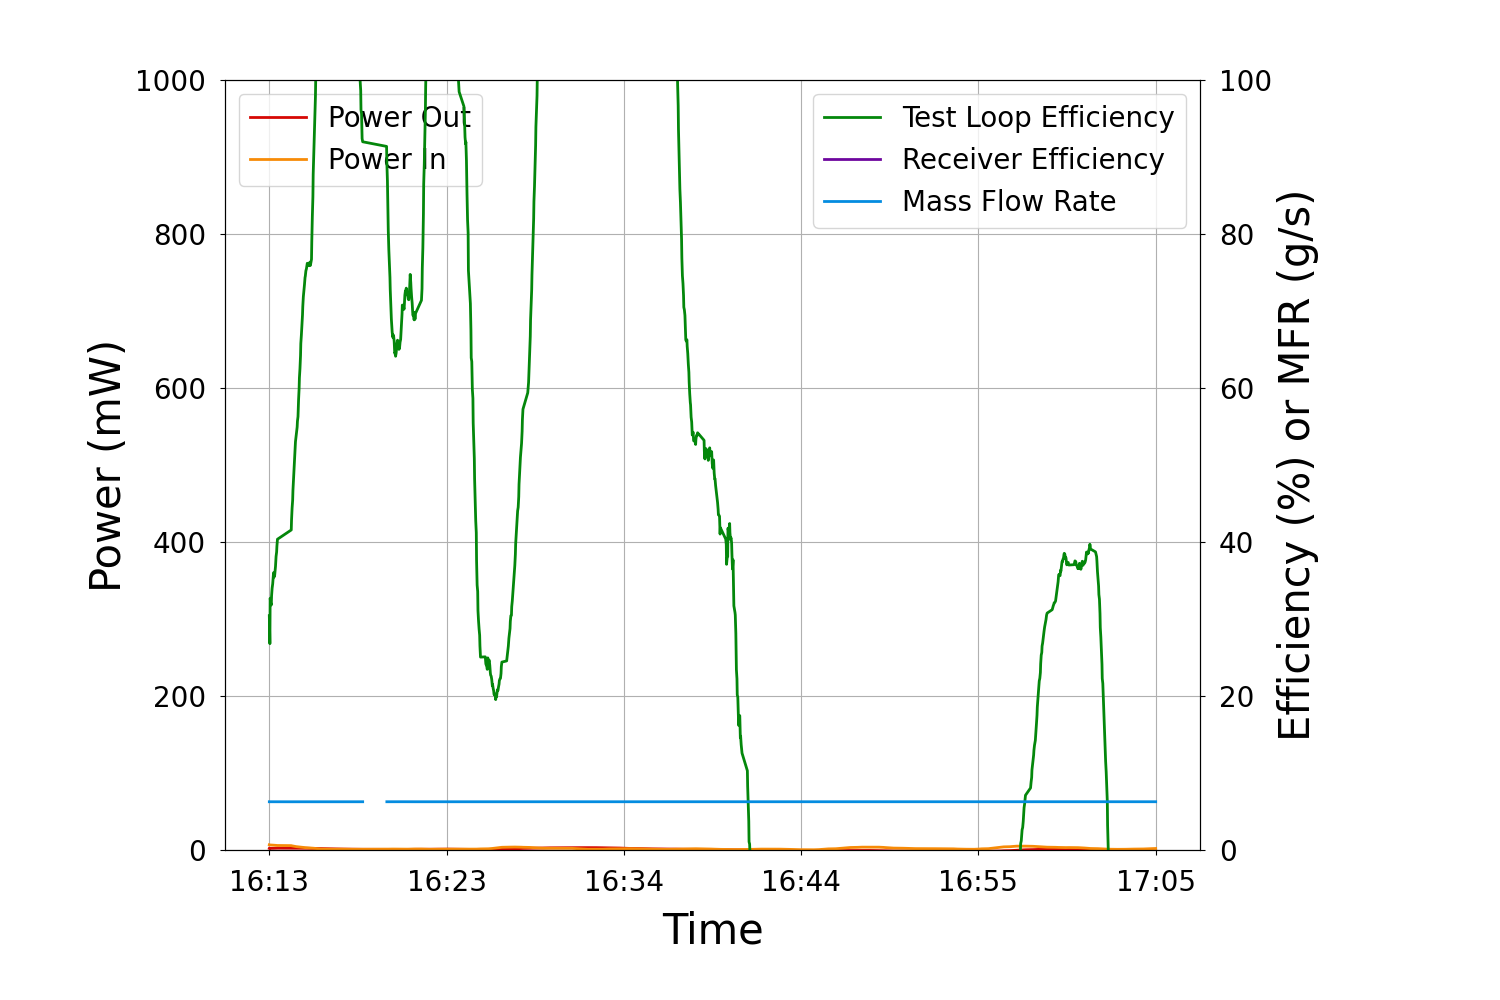 1000
800
600
400
200
0
100
80
60
40
20
0
Power Out
Power In
Test Loop Efficiency
Receiver Efficiency
Mass Flow Rate
Power (mW)
Efficiency (%) or MFR (g/s)
16:13 16:23 16:34 16:44 16:55 17:05
Time